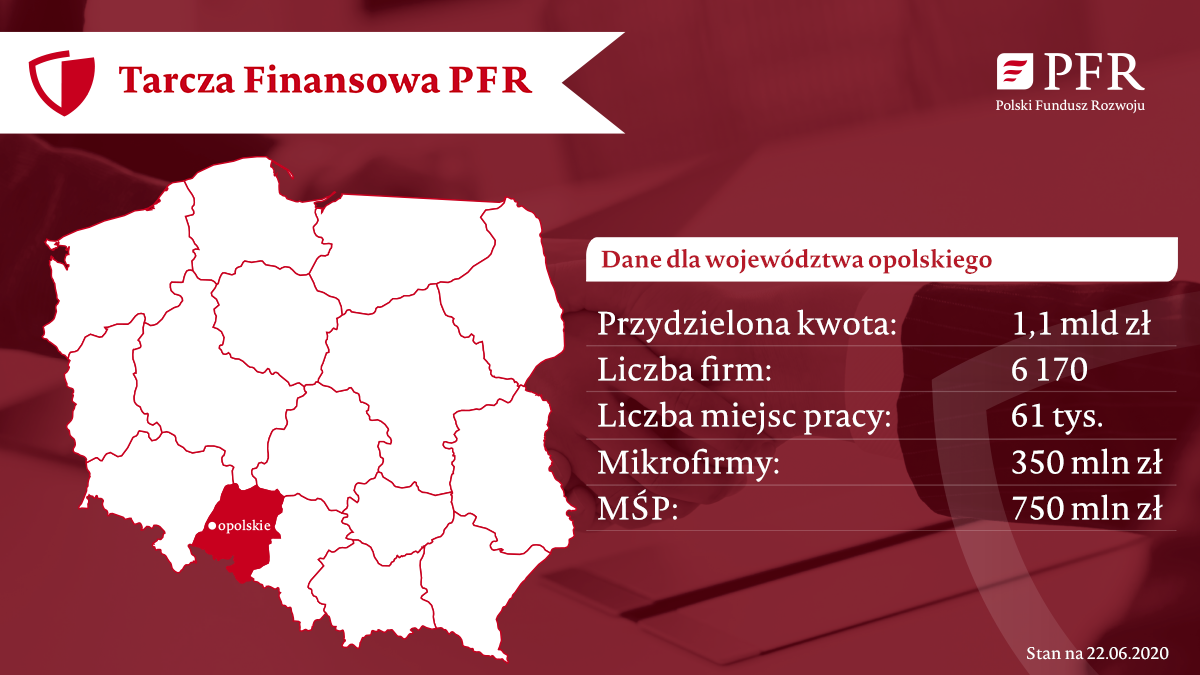 Tarcza Finansowa PFR
PFR
Polski Fundusz Rozwoju
Dane dla województwa opolskiego
Przydzielona kwota: 1,1 mld zł
Liczba firm: 6 170
Liczba miejsc pracy: 61 tys.
Mikrofirmy: 350 mln zł
MŚP: 750 mln zł
opolskie
Stan na 22.06.2020